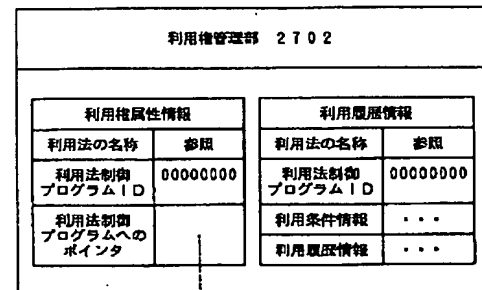 利用権管理部 2702
利用権属性情報
利用法の名称 参照
利用法制御 00000000
プログラムID
利用法制御
プログラムへの
ポインタ
利用履歴情報
利用法の名称 参照
利用法制御 00000000
プログラムID
利用条件情報 ・・・
利用履歴情報 ・・・